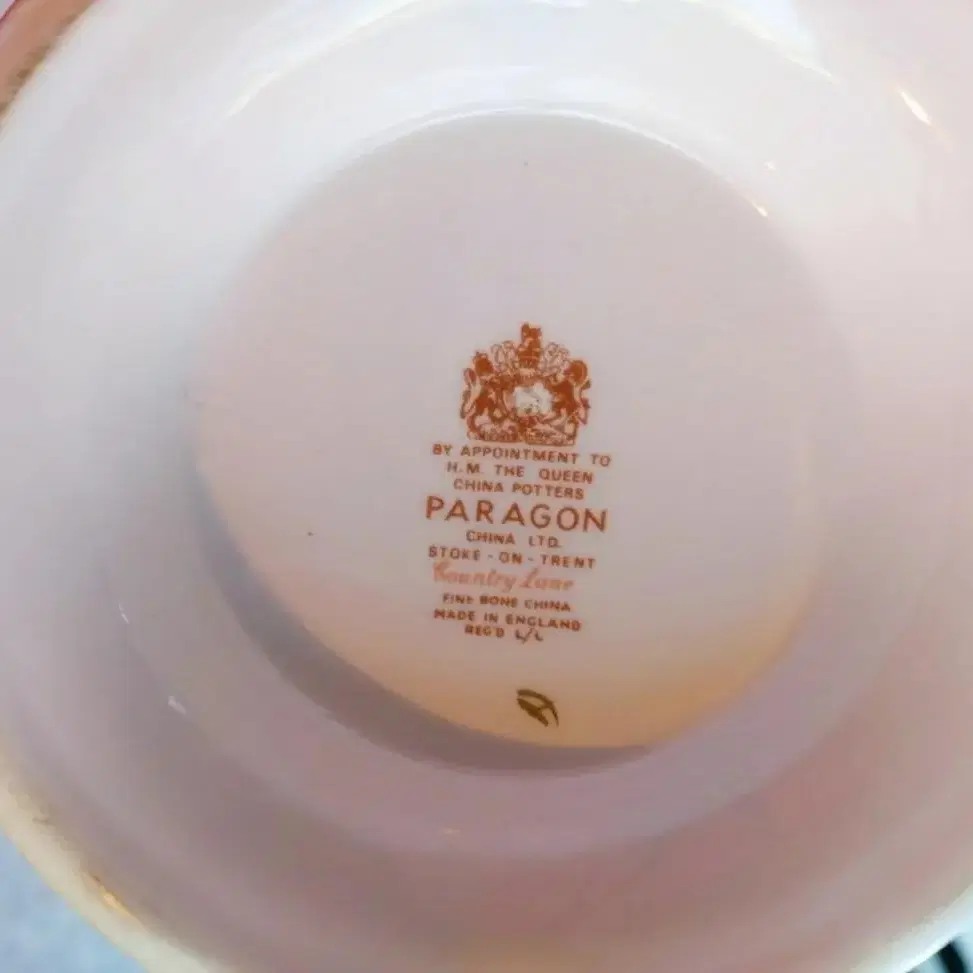 BY APPOINTMENT TO
H.M. THE QUEEN
CHINA POTTERS
PARAGON
CHINA LTD.
STOKE-ON-TRENT
Country Lane
FINE BONE CHINA
MADE IN ENGLAND
REG'D